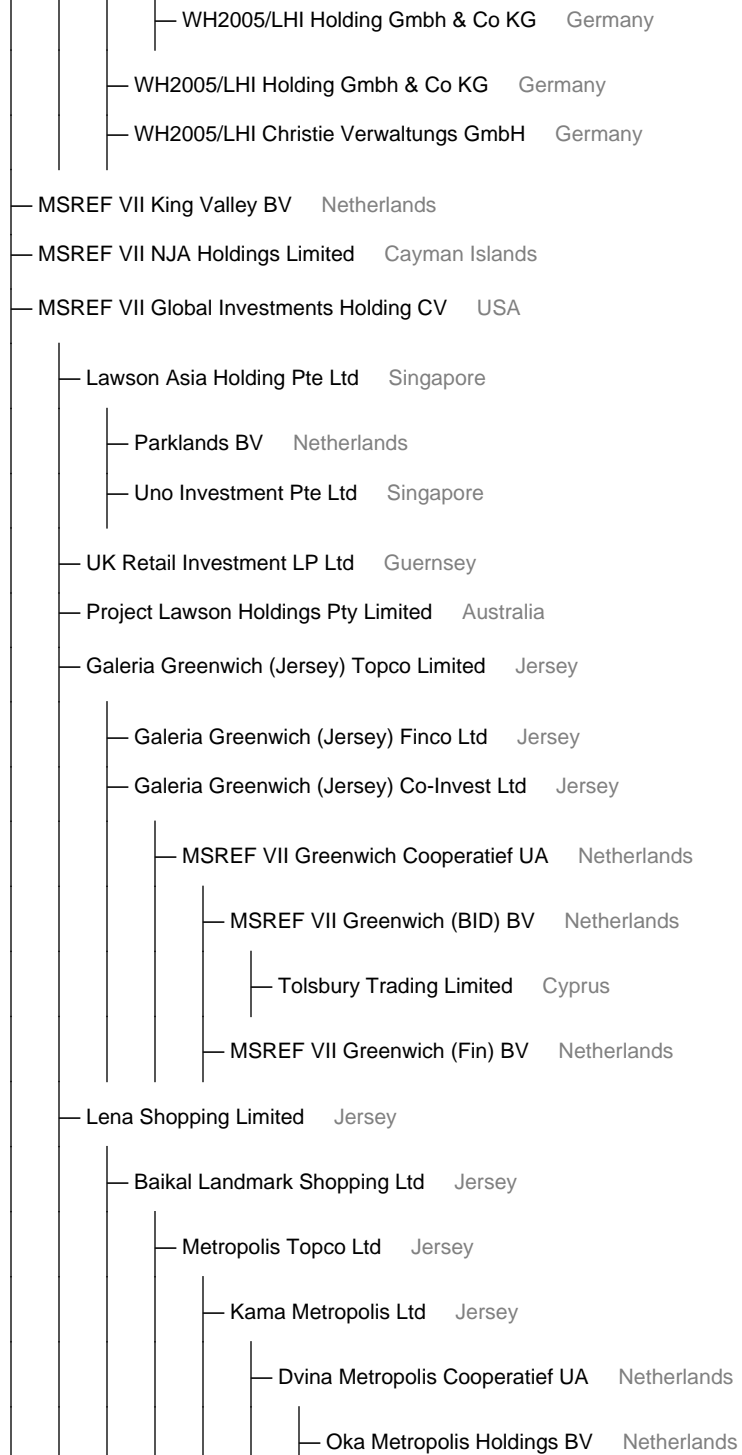 WH2005/LHI Holding Gmbh & Co KG Germany
WH2005/LHI Holding Gmbh & Co KG Germany
WH2005/LHI Christie Verwaltungs GmbH Germany
MSREF VII King Valley BV Netherlands
MSREF VII NJA Holdings Limited Cayman Islands
MSREF VII Global Investments Holding CV USA
Lawson Asia Holding Pte Ltd Singapore
Parklands BV Netherlands
Uno Investment Pte Ltd Singapore
UK Retail Investment LP Ltd Guernsey
Project Lawson Holdings Pty Limited Australia
Galeria Greenwich (Jersey) Topco Limited Jersey
Galeria Greenwich (Jersey) Finco Ltd Jersey
Galeria Greenwich (Jersey) Co-Invest Ltd Jersey
MSREF VII Greenwich Cooperatief UA Netherlands
MSREF VII Greenwich (BID) BV Netherlands
Tolsbury Trading Limited Cyprus
MSREF VII Greenwich (Fin) BV Netherlands
Lena Shopping Limited Jersey
Baikal Landmark Shopping Ltd Jersey
Metropolis Topco Ltd Jersey
Kama Metropolis Ltd Jersey
Dvina Metropolis Cooperatief UA Netherlands
Oka Metropolis Holdings BV Netherlands